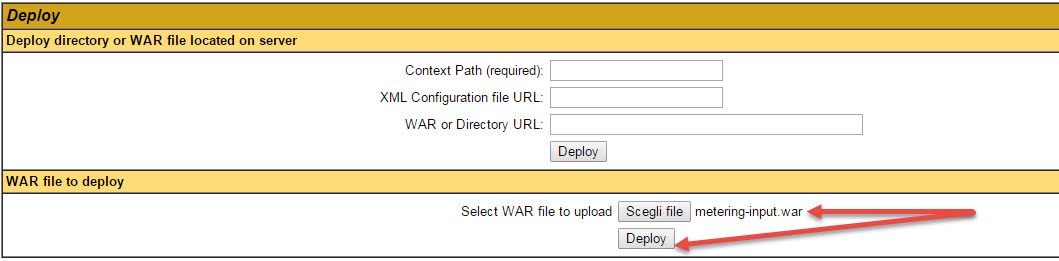 Deploy
Deploy directory or WAR file located on server
Context Path (required):
XML Configuration file URL:
WAR or Directory URL:
Deploy
WAR file to deploy
Select WAR file to upload Scegli file metering-input.war
Deploy